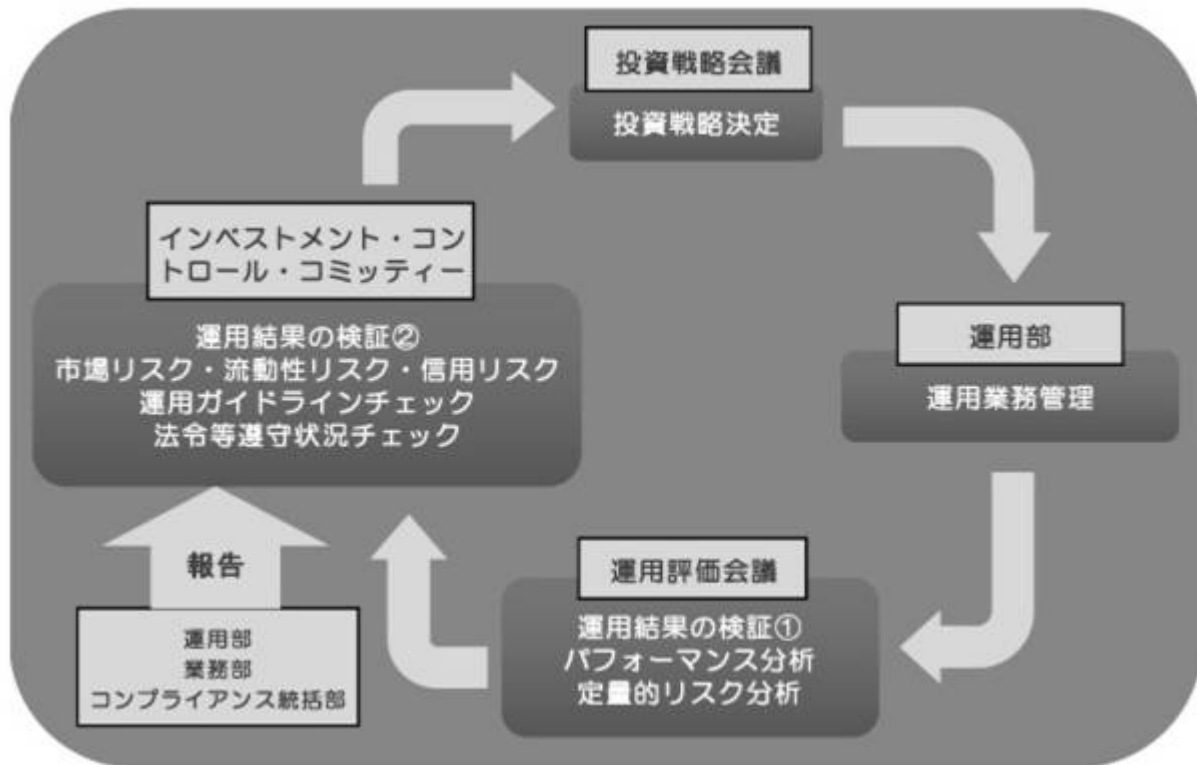 投資戦略会議
投資戦略決定
インベストメント・コン
トロール・コミッティー
運用結果の検証②
市場リスク・流動性リスク・信用リスク
運用ガイドラインチェック
法令等遵守状況チェック
運用部
運用業務管理
報告
運用部
業務部
コンプライアンス統括部
運用評価会議
運用結果の検証①
パフォーマンス分析
定量的リスク分析